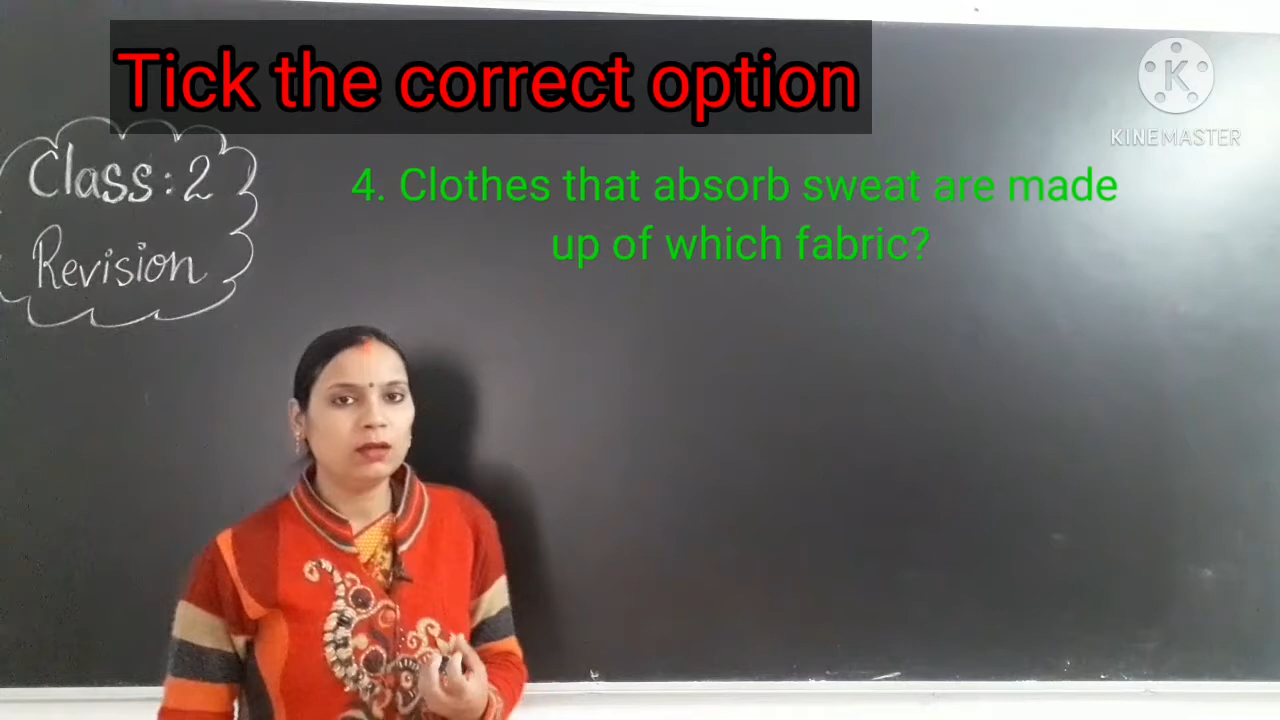 Tick the correct option
KINEMASTER
Class:2
Revision
4. Clothes that absorb sweat are made
up of which fabric?